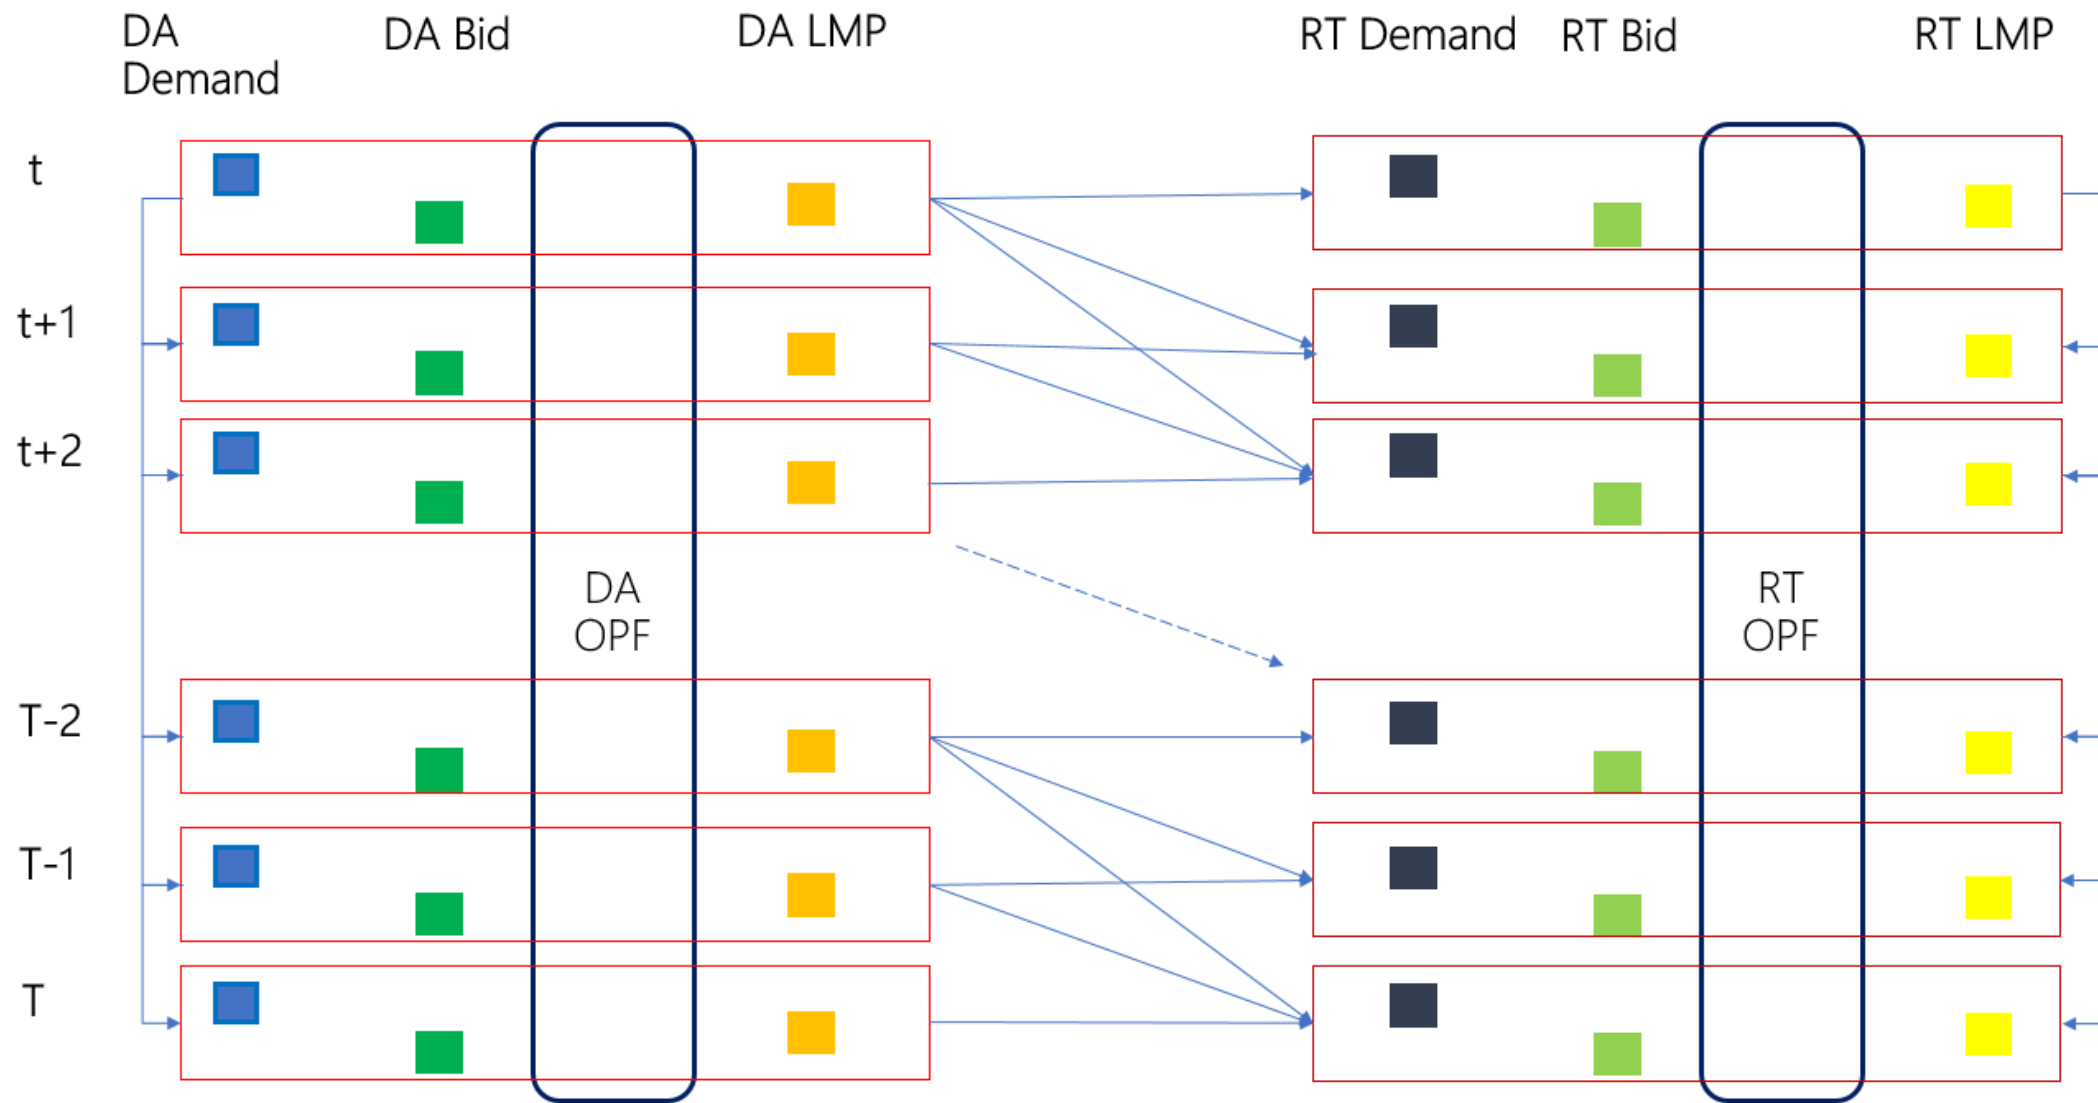 DA
Demand
DA Bid
DA LMP
RT Demand
RT Bid
RT LMP
t
t+1
t+2
DA
OPF
RT
OPF
T-2
T-1
T